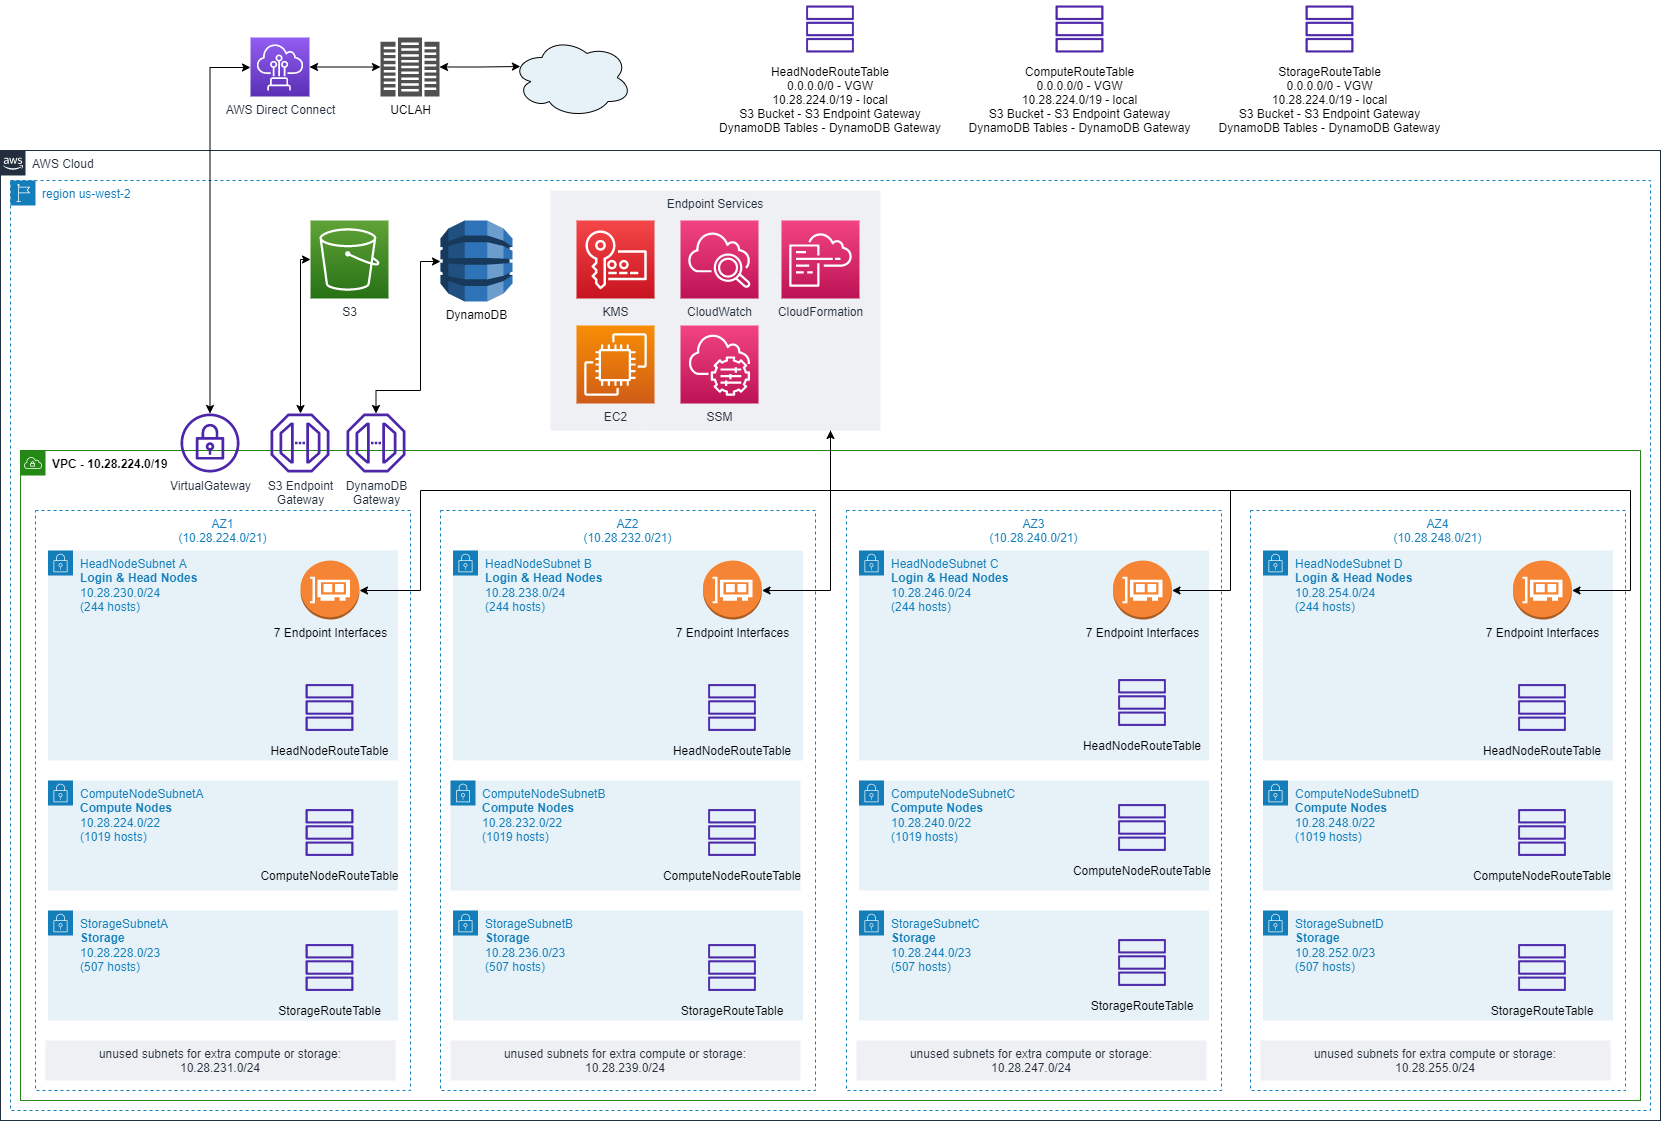 HeadNodeRouteTable
0.0.0.0/0 - VGW
10.28.224.0/19 - local
S3 Bucket - S3 Endpoint Gateway
DynamoDB Tables - DynamoDB Gateway
ComputeRouteTable
0.0.0.0/0 - VGW
10.28.224.0/19 - local
S3 Bucket - S3 Endpoint Gateway
DynamoDB Tables - DynamoDB Gateway
StorageRouteTable
0.0.0.0/0 - VGW
10.28.224.0/19 - local
S3 Bucket - S3 Endpoint Gateway
DynamoDB Tables - DynamoDB Gateway
AWS Direct Connect
UCLAH
aws
AWS Cloud
region us-west-2
S3
DynamoDB
Endpoint Services
KMS
CloudWatch
CloudFormation
EC2
SSM
VPC - 10.28.224.0/19
VirtualGateway
S3 Endpoint
Gateway
DynamoDB
Gateway
AZ1
(10.28.224.0/21)
HeadNodeSubnet A
Login & Head Nodes
10.28.230.0/24
(244 hosts)
7 Endpoint Interfaces
HeadNodeRouteTable
ComputeNodeSubnetA
Compute Nodes
10.28.224.0/22
(1019 hosts)
ComputeNodeRouteTable
StorageSubnetA
Storage
10.28.228.0/23
(507 hosts)
StorageRouteTable
unused subnets for extra compute or storage:
10.28.231.0/24
AZ2
(10.28.232.0/21)
HeadNodeSubnet B
Login & Head Nodes
10.28.238.0/24
(244 hosts)
7 Endpoint Interfaces
HeadNodeRouteTable
ComputeNodeSubnetB
Compute Nodes
10.28.232.0/22
(1019 hosts)
ComputeNodeRouteTable
StorageSubnetB
Storage
10.28.236.0/23
(507 hosts)
StorageRouteTable
unused subnets for extra compute or storage:
10.28.239.0/24
AZ3
(10.28.240.0/21)
HeadNodeSubnet C
Login & Head Nodes
10.28.246.0/24
(244 hosts)
7 Endpoint Interfaces
HeadNodeRouteTable
ComputeNodeSubnetC
Compute Nodes
10.28.240.0/22
(1019 hosts)
ComputeNodeRouteTable
StorageSubnetC
Storage
10.28.244.0/23
(507 hosts)
StorageRouteTable
unused subnets for extra compute or storage:
10.28.247.0/24
AZ4
(10.28.248.0/21)
HeadNodeSubnet D
Login & Head Nodes
10.28.254.0/24
(244 hosts)
7 Endpoint Interfaces
HeadNodeRouteTable
ComputeNodeSubnetD
Compute Nodes
10.28.248.0/22
(1019 hosts)
ComputeNodeRouteTable
StorageSubnetD
Storage
10.28.252.0/23
(507 hosts)
StorageRouteTable
unused subnets for extra compute or storage:
10.28.255.0/24